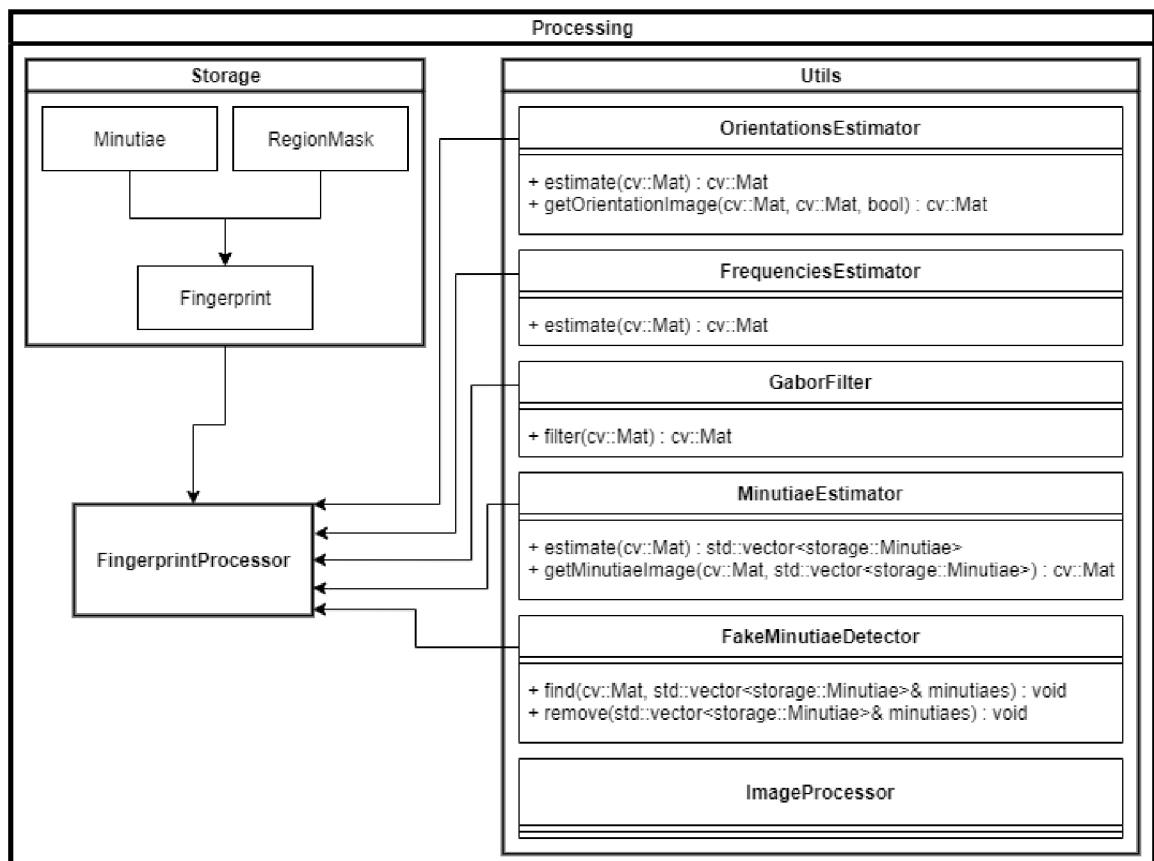 Processing
Storage
Minutiae
RegionMask
Fingerprint
FingerprintProcessor
Utils
OrientationsEstimator
+ estimate(cv::Mat) : cv::Mat
+ getOrientationImage(cv::Mat, cv::Mat, bool) : cv::Mat
FrequenciesEstimator
+ estimate(cv::Mat) : cv::Mat
GaborFilter
+ filter(cv::Mat) : cv::Mat
MinutiaeEstimator
+ estimate(cv::Mat) : std::vector<storage::Minutiae>
+ getMinutiaeImage(cv::Mat, std::vector<storage::Minutiae>) : cv::Mat
FakeMinutiaeDetector
+ find(cv::Mat, std::vector<storage::Minutiae>& minutiaes) : void
+ remove(std::vector<storage::Minutiae>& minutiaes) : void
ImageProcessor